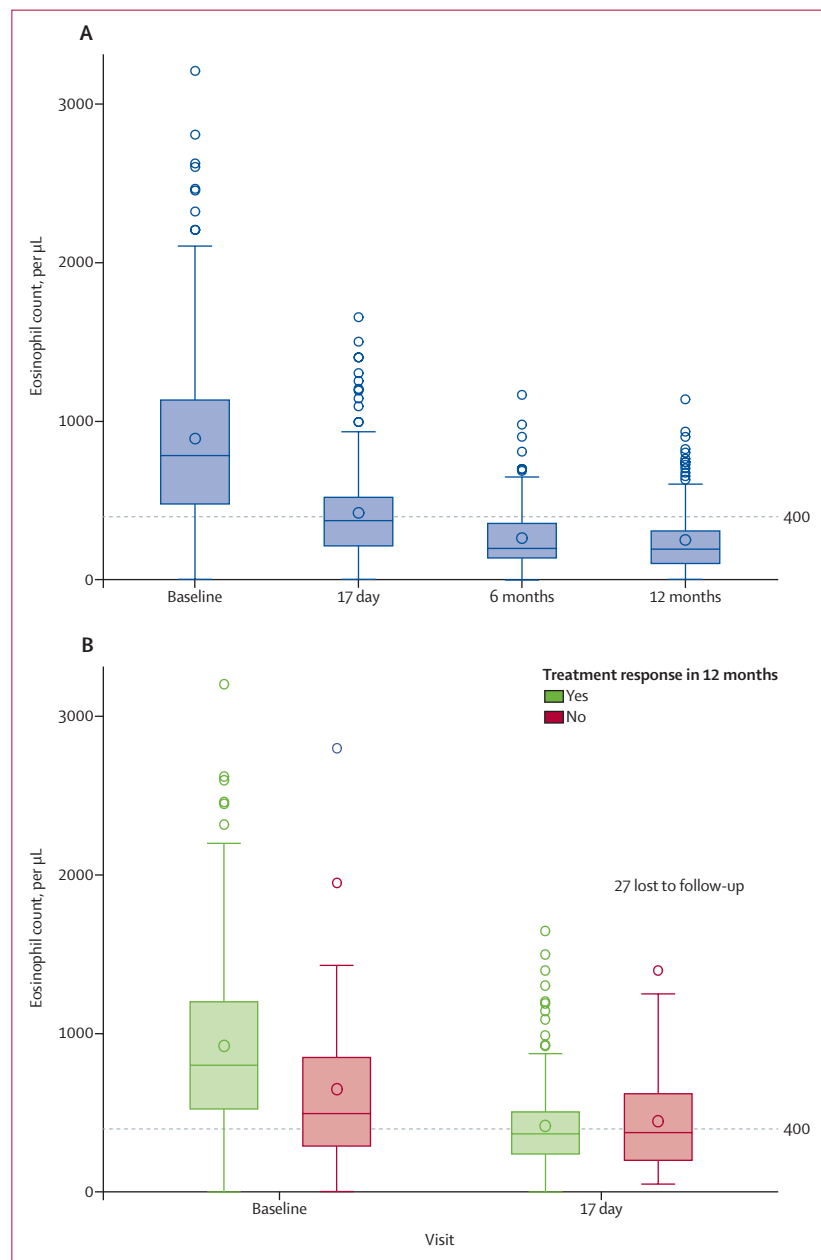 A
Eosinophil count, per µL
3000
2000
1000
0
400
Baseline
17 day
6 months
12 months
B
Treatment response in 12 months
Yes
No
Eosinophil count, per µL
3000
2000
1000
0
27 lost to follow-up
400
Baseline
17 day
Visit